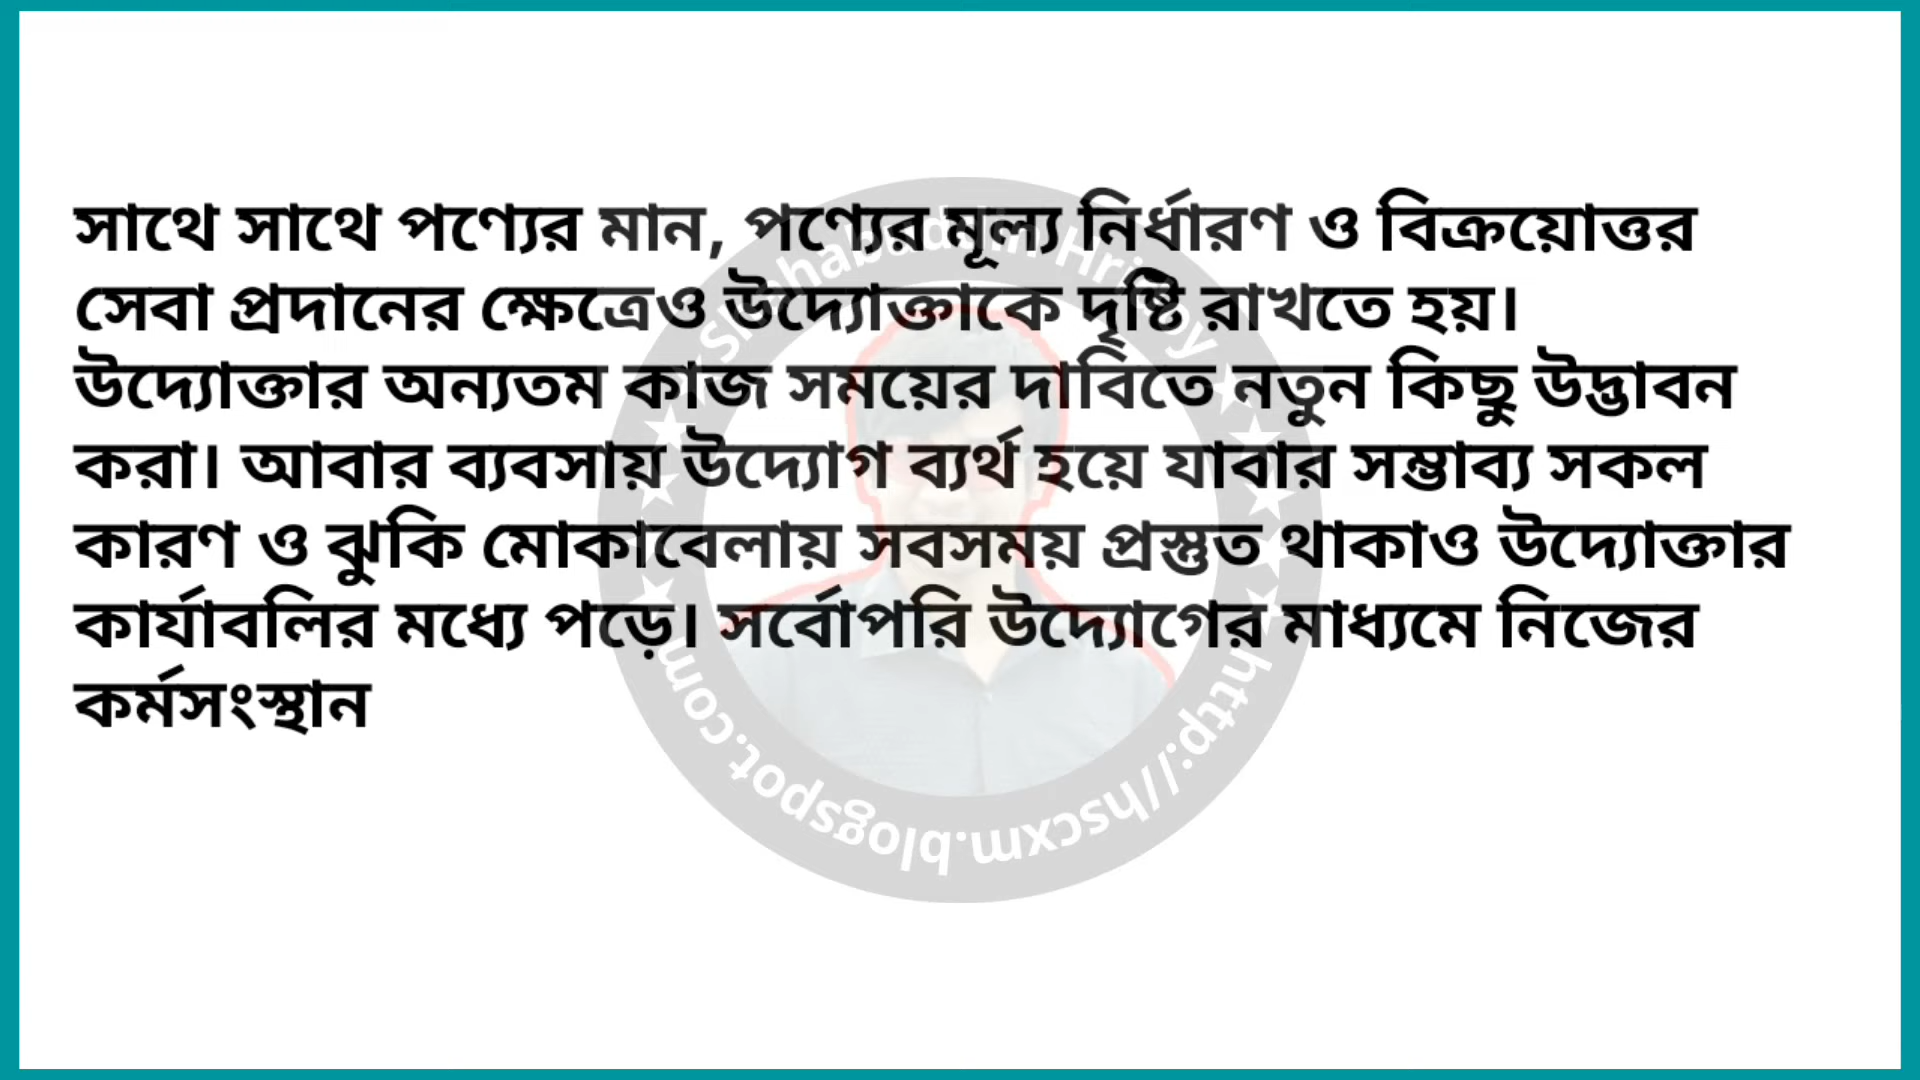 সাথে সাথে পণ্যের মান, পণ্যের মূল্য নির্ধারণ ও বিক্রয়োত্তর
সেবা প্রদানের ক্ষেত্রেও উদ্যোক্তাকে দৃষ্টি রাখতে হয়।
উদ্যোক্তার অন্যতম কাজ সময়ের দাবিতে নতুন কিছু উদ্ভাবন
করা। আবার ব্যবসায় উদ্যোগ ব্যর্থ হয়ে যাবার সম্ভাব্য সকল
কারণ ও ঝুকি মোকাবেলায় সবসময় প্রস্তুত থাকাও উদ্যোক্তার
কার্যাবলির মধ্যে পড়ে। সর্বোপরি উদ্যোগের মাধ্যমে নিজের
কর্মসংস্থান
http://hscxm.blogspot.com